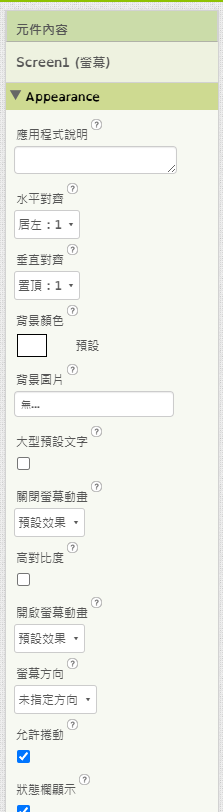 元件內容
Screen1 (螢幕)
Appearance
應用程式說明 ?
水平對齊 ?
居左 : 1
垂直對齊 ?
置頂 : 1
背景顏色 ?
預設
背景圖片 ?
無...
大型預設文字 ?
關閉螢幕動畫 ?
預設效果
高對比度 ?
開啟螢幕動畫 ?
預設效果
螢幕方向 ?
未指定方向
允許捲動 ?
狀態欄顯示 ?